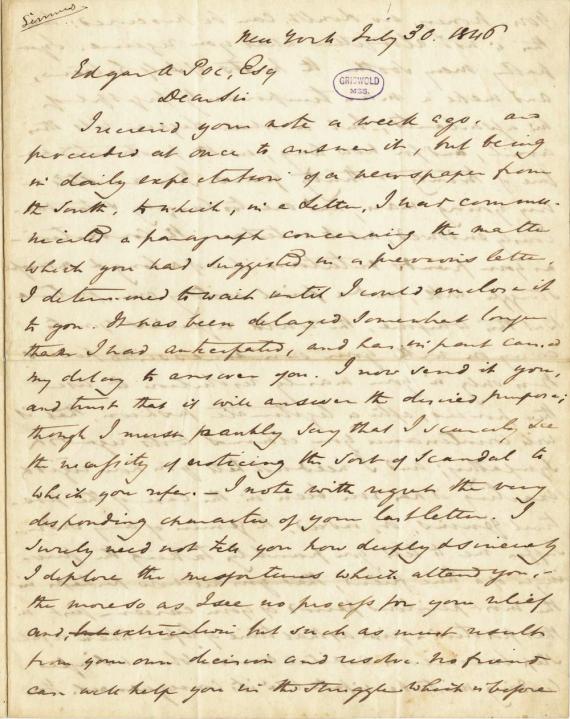 Simms
New York July 30. 1846
Edgar A Poe, Esq
GRISWOLD
MSS.
Dear Sir
I received your note a week ago, and
proceeded at once to answer it, but being
in daily expectation of a newspaper from
the South, to which, in a Letter, I had commu-
nicated a paragraph concerning the matter
which you had suggested in a previous letter,
I determined to wait until I could enclose it
to you. It has been delayed somewhat longer
than I had anticipated, and has in part caused
my delay to answer you. I now send it you,
and trust that it will answer the desired purpose;
though I must frankly say that I scarcely see
the necessity of noticing the sort of scandal to
which you refer. — I note with regret the very
desponding character of your last letter. I
surely need not tell you how deeply & sincerely
I deplore the misfortunes which attend you, —
the more so as I see no process for your relief
and, but extrication, but such as must result
from your own decision and resolve. No friend
can well help you in the struggle which is before